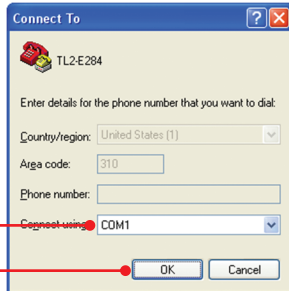 Connect To
TL2-E284
Enter details for the phone number that you want to dial:
Country/region: United States (1)
Area code: 310
Phone number:
Connect using: COM1
OK Cancel